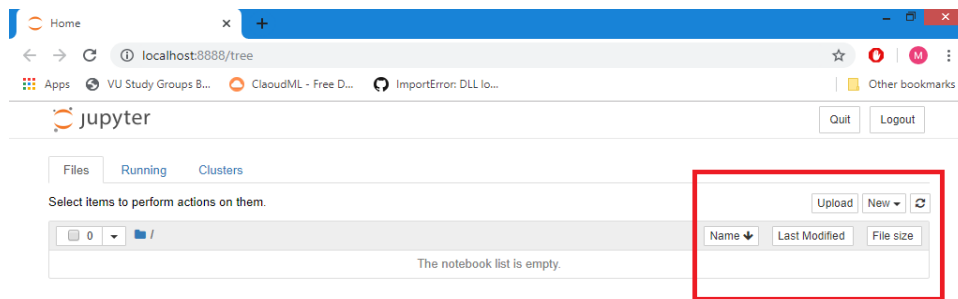 Home
localhost:8888/tree
M
Apps VU Study Groups B... ClaoudML - Free D... ImportError: DLL lo... Other bookmarks
jupyter Quit Logout
Files Running Clusters
Select items to perform actions on them. Upload New
0 / Name Last Modified File size
The notebook list is empty.